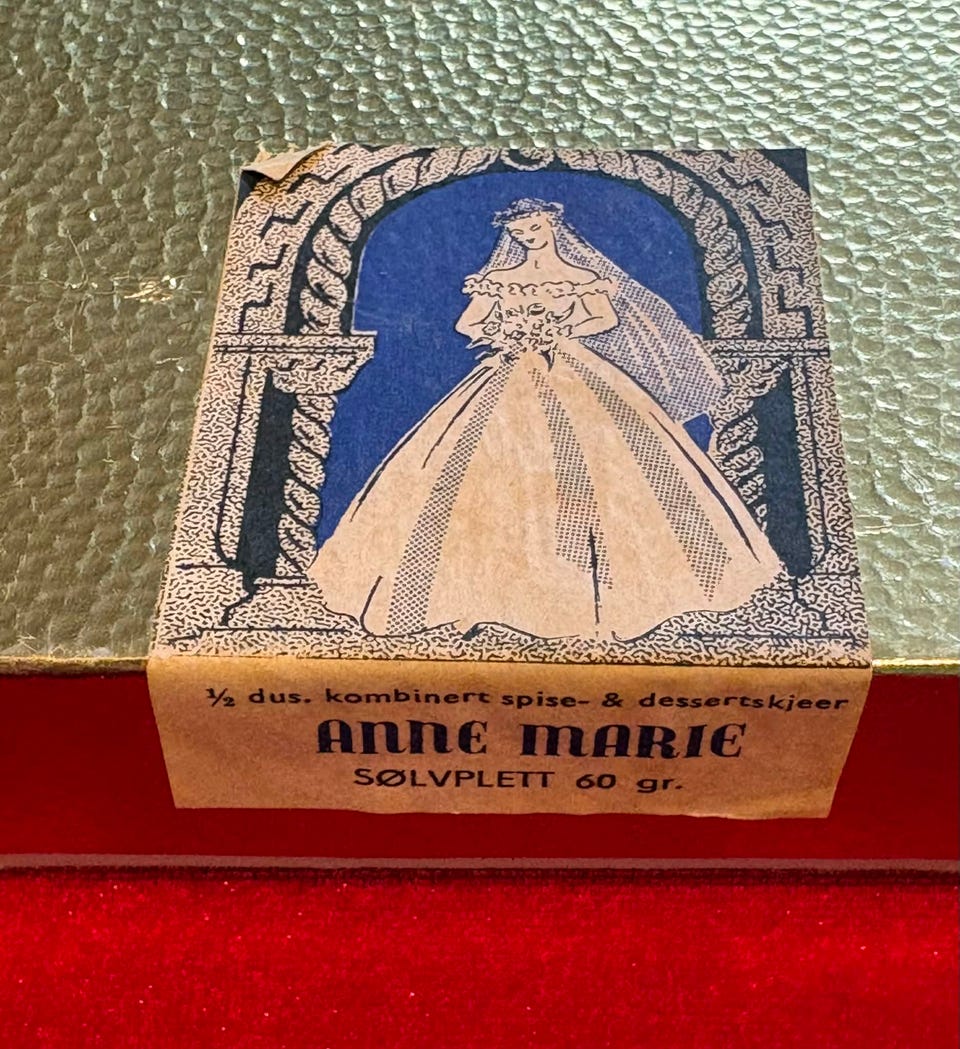 ½ dus. kombinert spise- & dessertskjeer
ANNE MARIE
SØLVPLETT 60 gr.